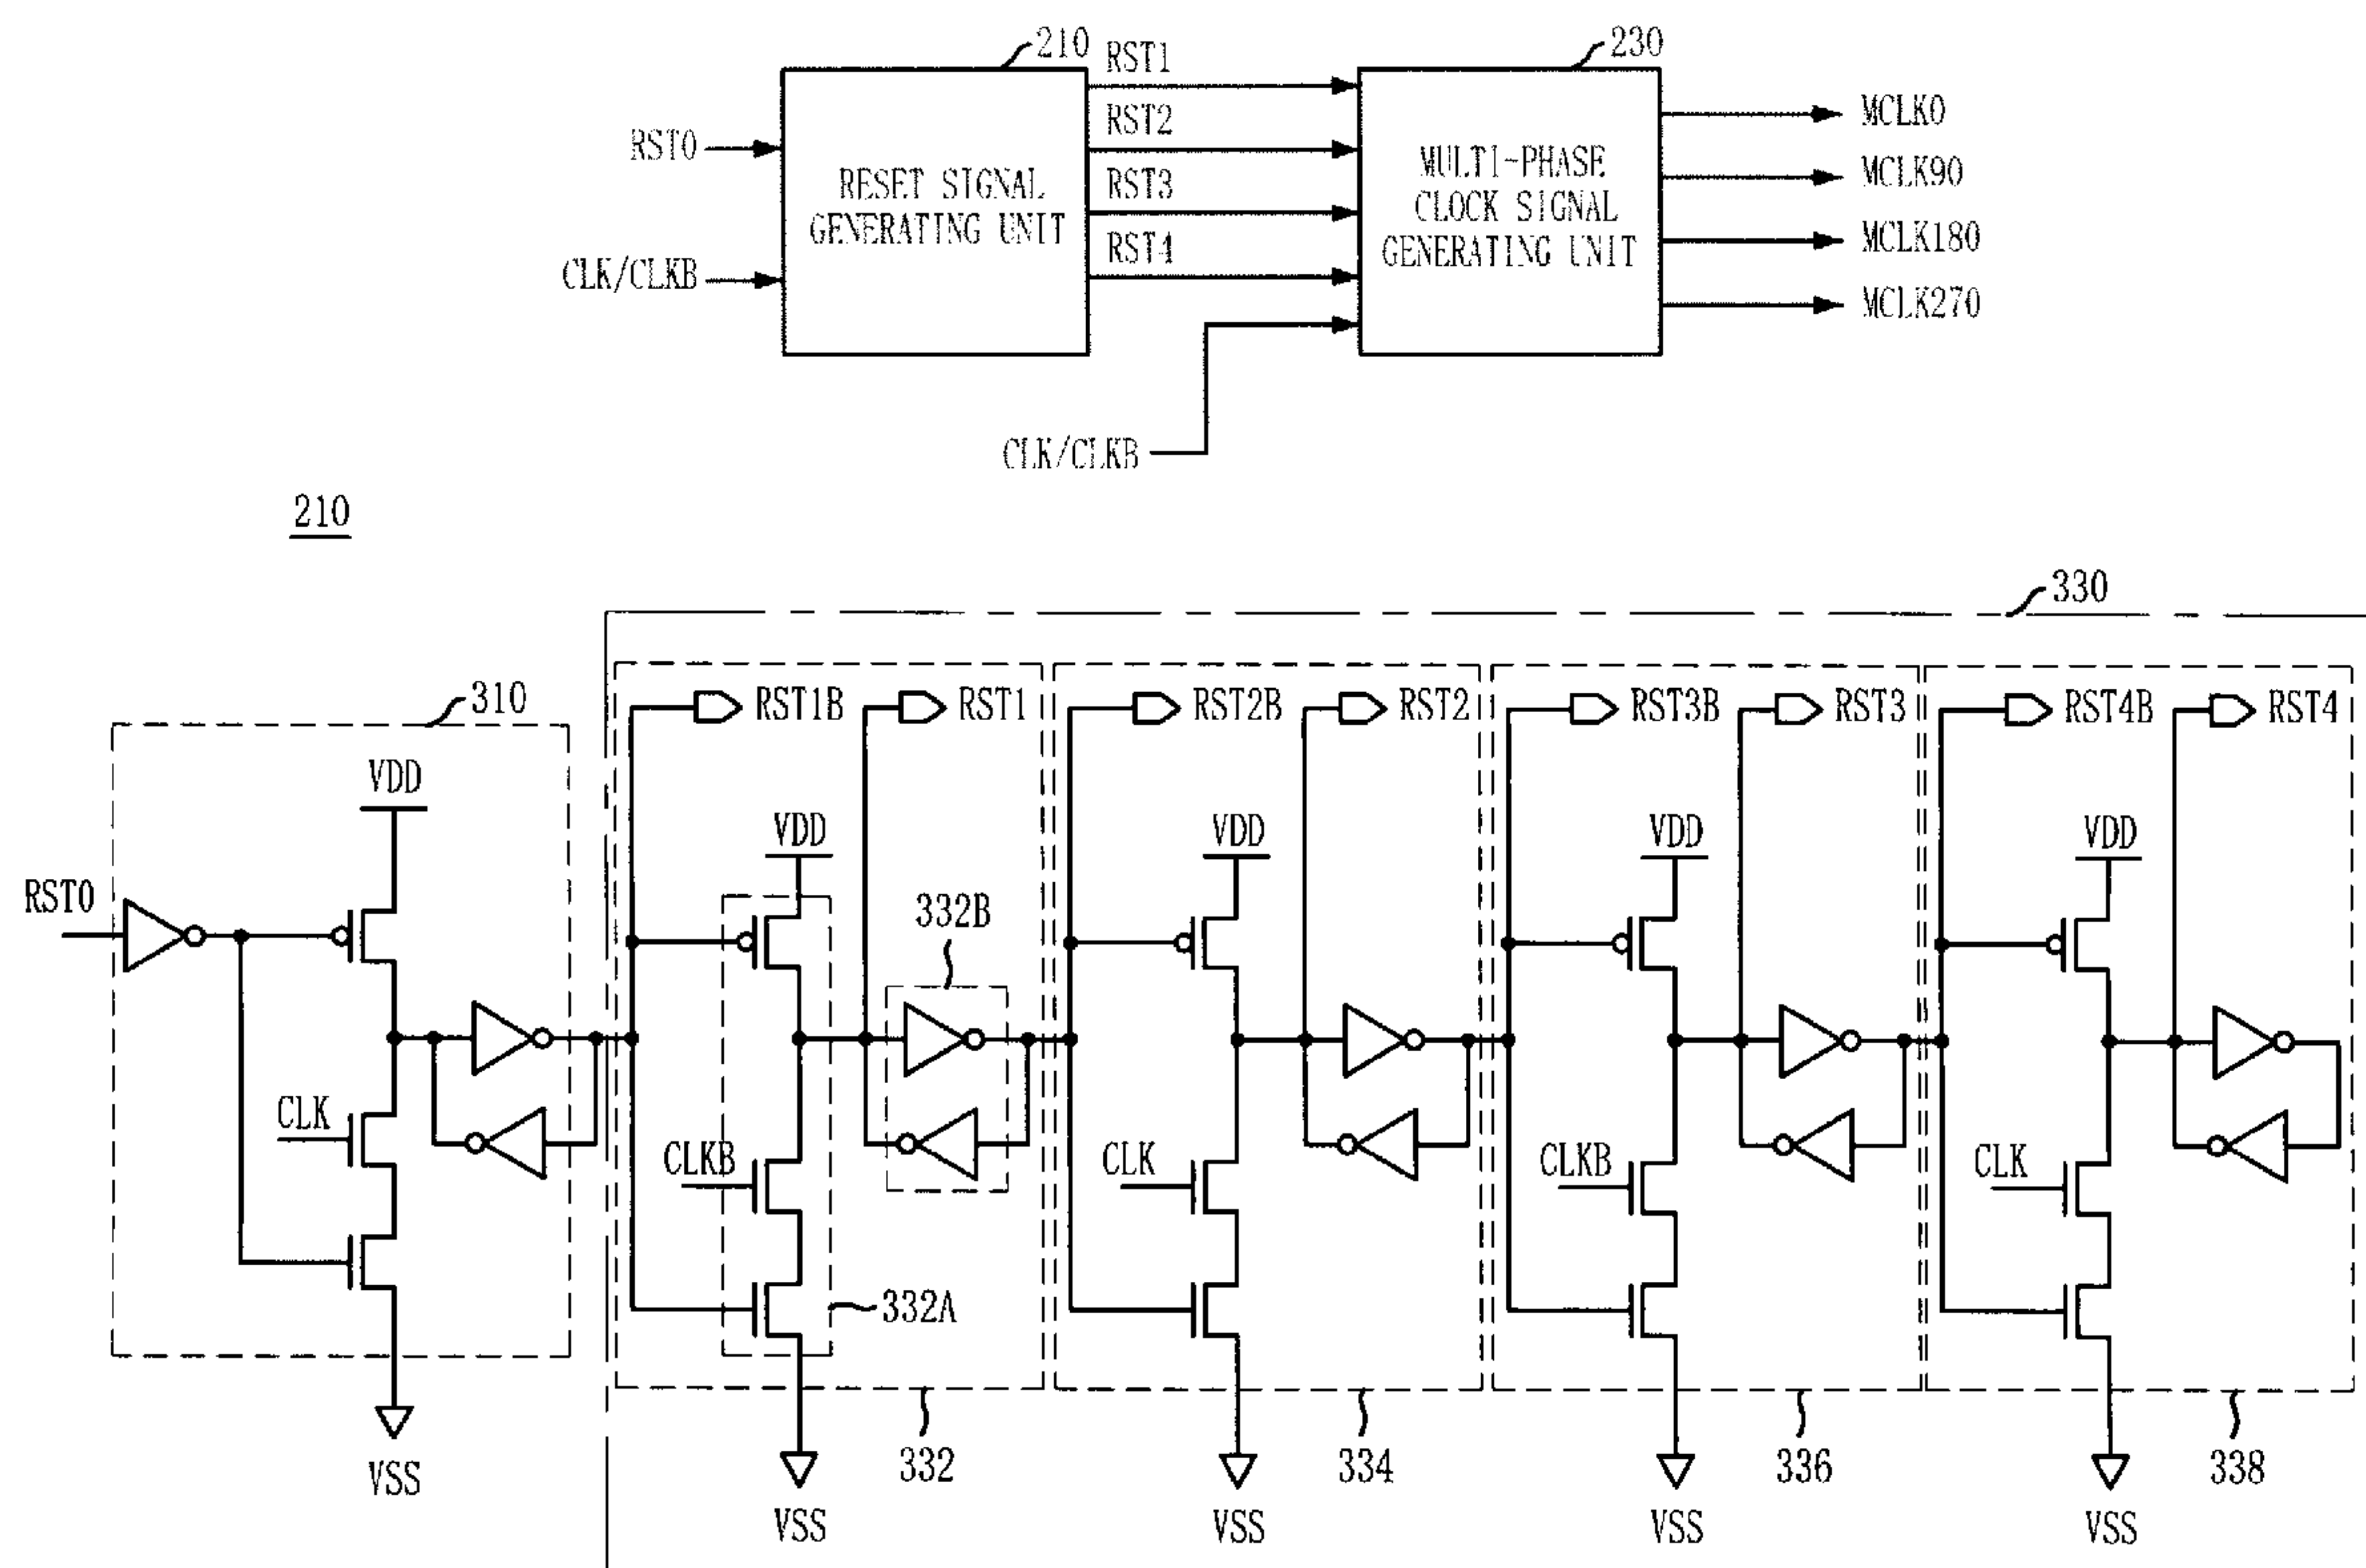 210
230
RST1
RST2
RST3
RST4
RST0
CLK/CLKB
RESET SIGNAL
GENERATING UNIT
MULTI-PHASE
CLOCK SIGNAL
GENERATING UNIT
MCLK0
MCLK90
MCLK180
MCLK270
CLK/CLKB
210
330
310
RST1B
RST1
RST2B
RST2
RST3B
RST3
RST4B
RST4
VDD
VDD
VDD
VDD
VDD
RST0
332B
CLK
CLKB
CLK
CLKB
CLK
332A
VSS
332
334
336
338
VSS
VSS
VSS
VSS